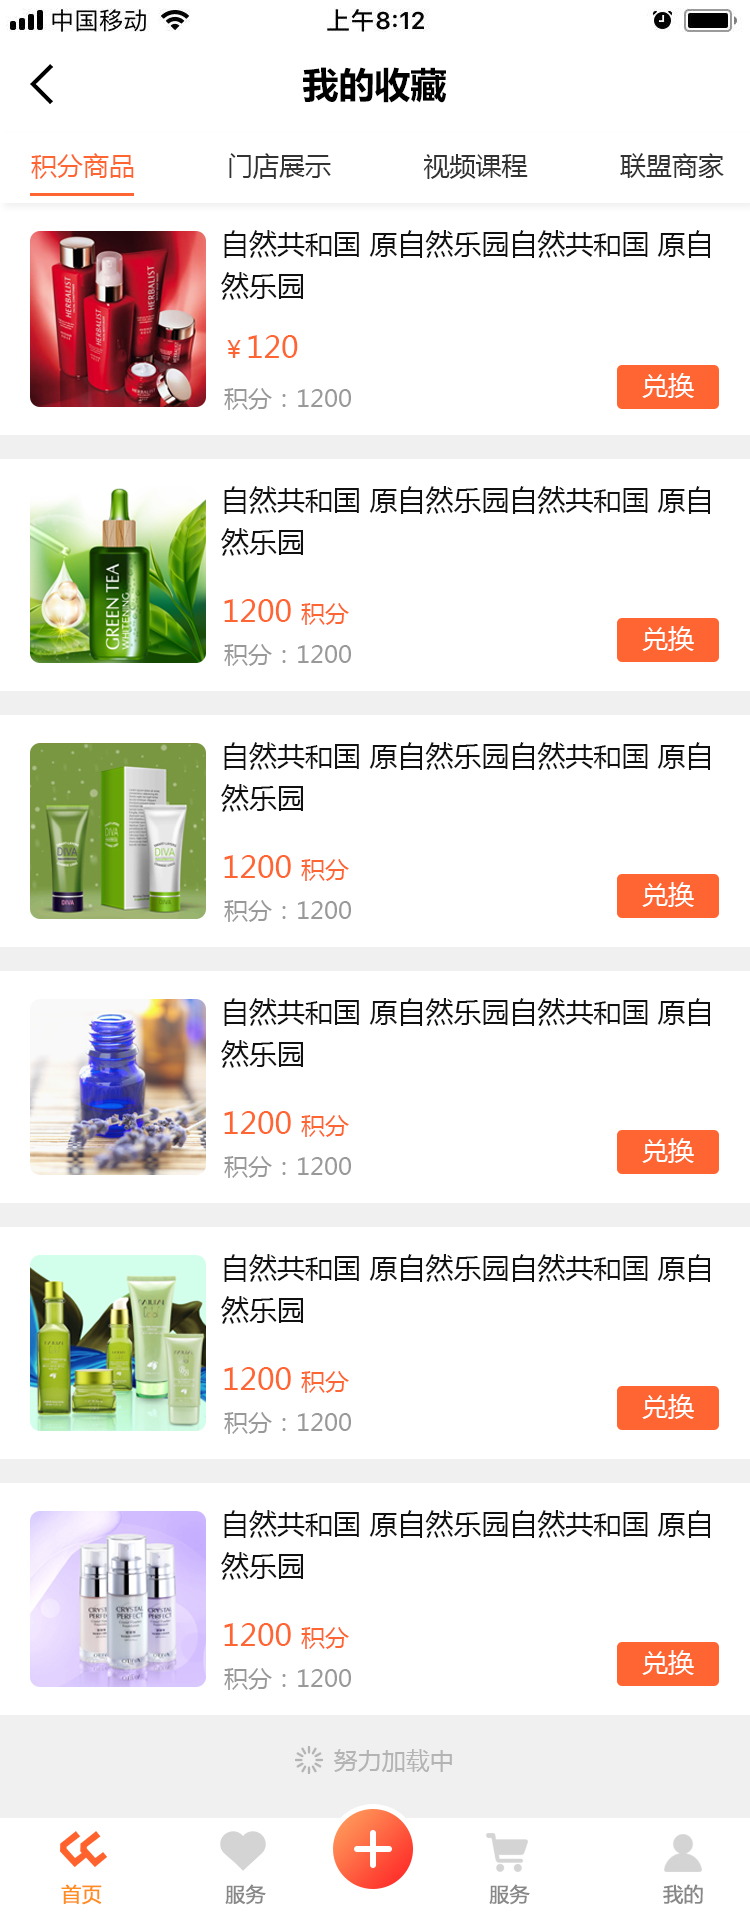 中国移动 上午8:12
我的收藏
积分商品 门店展示 视频课程 联盟商家
自然共和国 原自然乐园自然共和国 原自
然乐园
¥120
积分：1200
兑换
HERBALIST
HERBALIST
HERBALIST
自然共和国 原自然乐园自然共和国 原自
然乐园
1200 积分
积分：1200
兑换
GREEN TEA
WHITENING
自然共和国 原自然乐园自然共和国 原自
然乐园
1200 积分
积分：1200
兑换
DIVA
DIVA
DIVA
DIVA
自然共和国 原自然乐园自然共和国 原自
然乐园
1200 积分
积分：1200
兑换
自然共和国 原自然乐园自然共和国 原自
然乐园
1200 积分
积分：1200
兑换
自然共和国 原自然乐园自然共和国 原自
然乐园
1200 积分
积分：1200
兑换
CRYSTAL
PERFECT
努力加载中
首页 服务 服务 我的